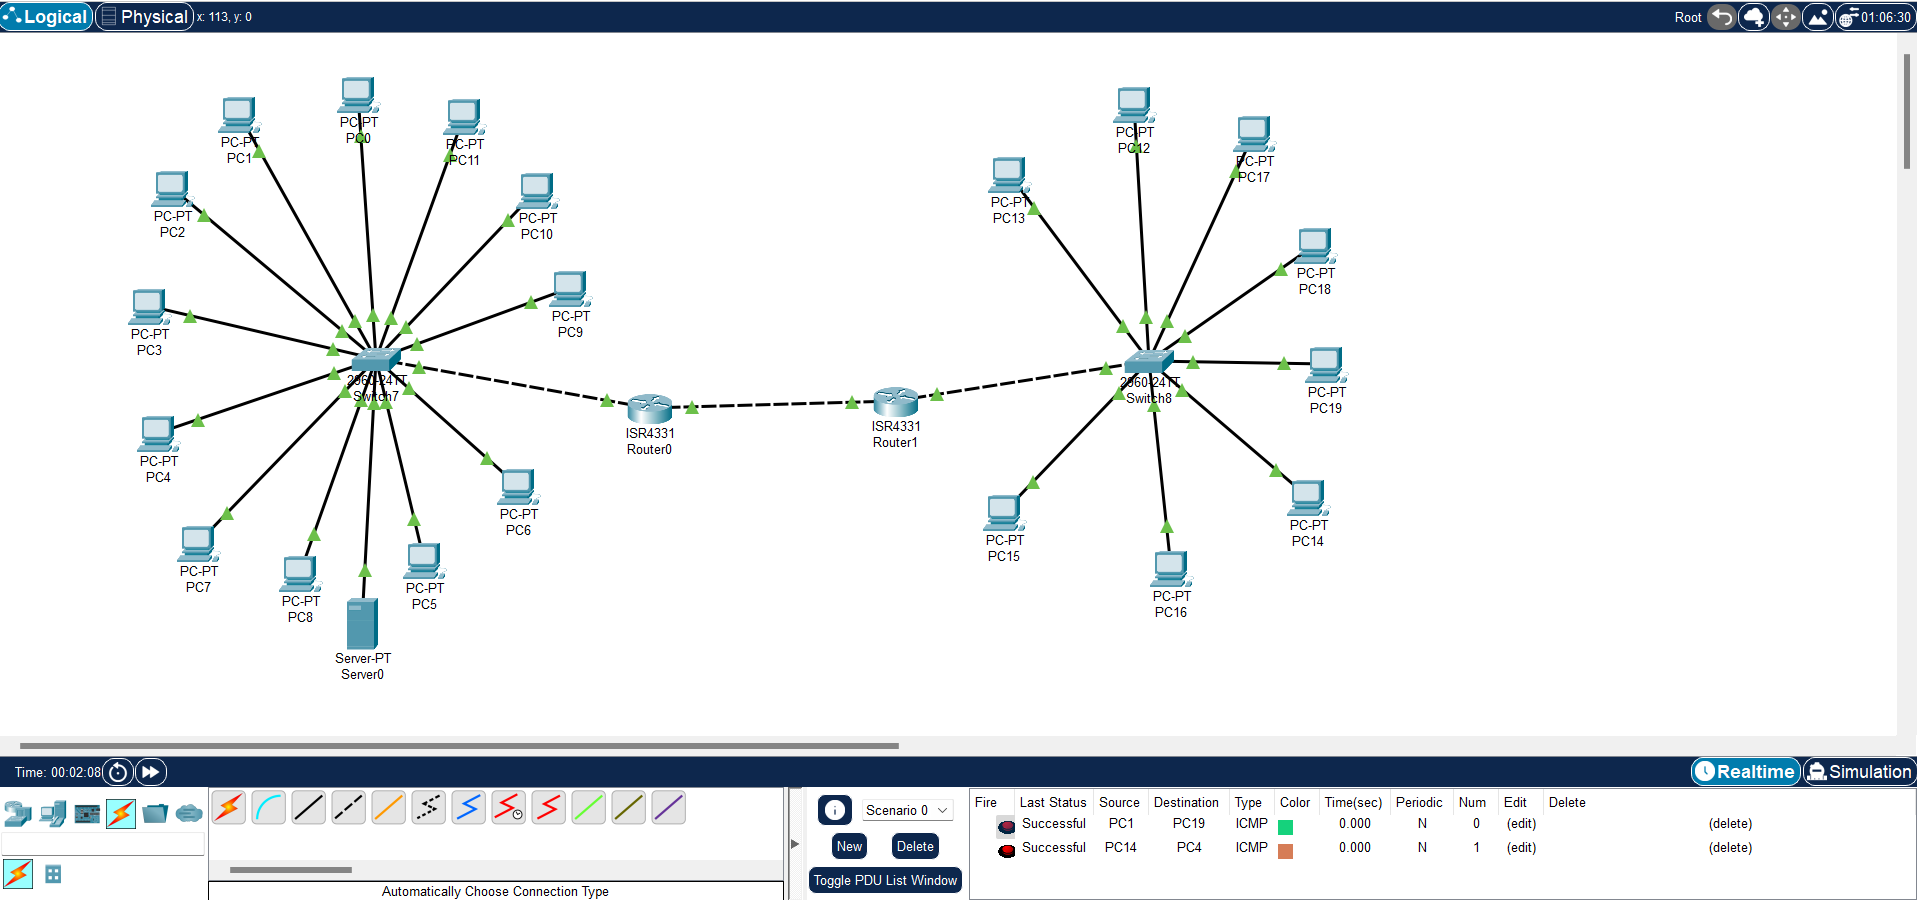 Logical Physical x: 113, y: 0 Root 01:06:30
PC-PT
PC0
PC-PT
PC1
PC-PT
PC11
PC-PT
PC2
PC-PT
PC10
PC-PT
PC3
PC-PT
PC9
2960-24TT
Switch7
PC-PT
PC4
PC-PT
PC6
PC-PT
PC7
PC-PT
PC8
PC-PT
PC5
Server-PT
Server0
ISR4331
Router0
ISR4331
Router1
PC-PT
PC12
PC-PT
PC17
PC-PT
PC13
PC-PT
PC18
2960-24TT
Switch8
PC-PT
PC19
PC-PT
PC15
PC-PT
PC14
PC-PT
PC16
Time: 00:02:08 Realtime Simulation
Automatically Choose Connection Type
Scenario 0
New Delete
Toggle PDU List Window
Fire Last Status Source Destination Type Color Time(sec) Periodic Num Edit Delete
Successful PC1 PC19 ICMP 0.000 N 0 (edit) (delete)
Successful PC14 PC4 ICMP 0.000 N 1 (edit) (delete)